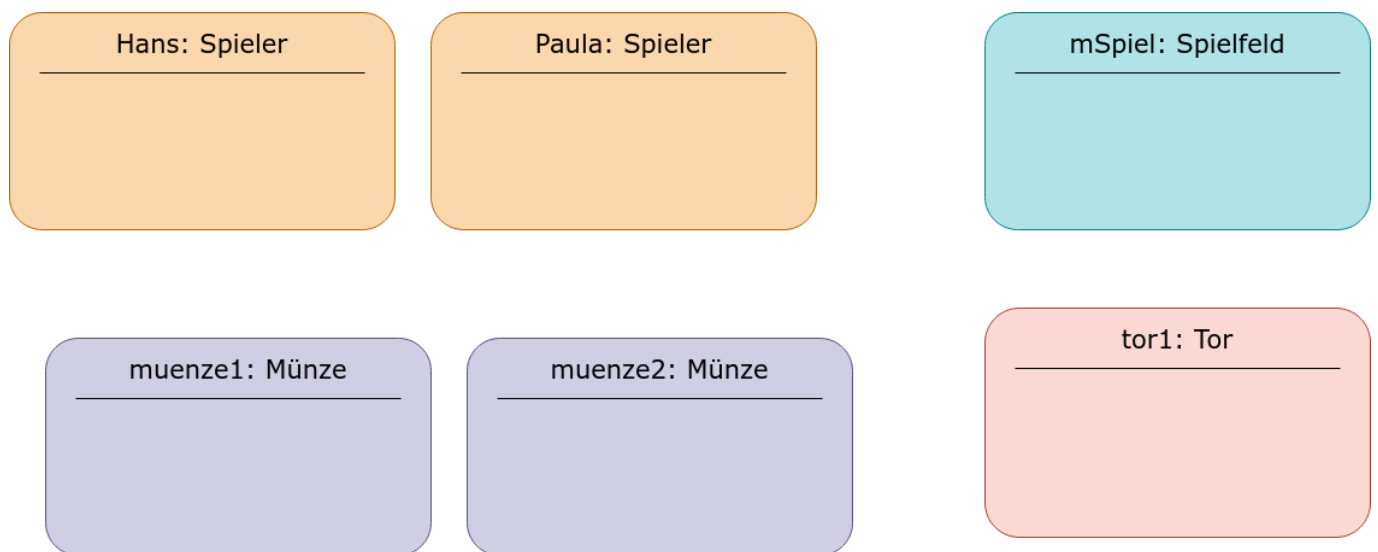 Hans: Spieler
Paula: Spieler
mSpiel: Spielfeld
muenze1: Münze
muenze2: Münze
tor1: Tor